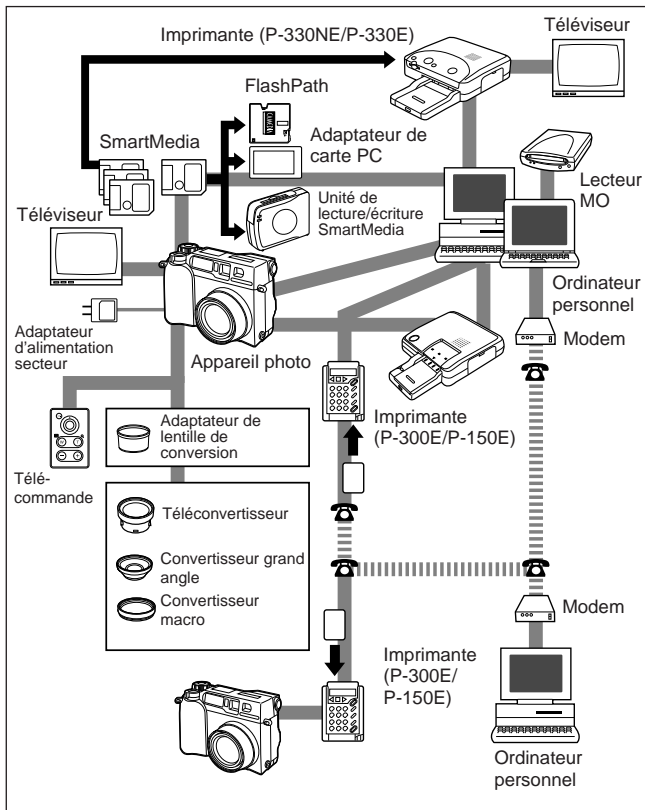 Imprimante (P-330NE/P-330E)
Téléviseur
FlashPath
SmartMedia
Adaptateur de
carte PC
Lecteur
MO
Unité de
lecture/écriture
SmartMedia
Téléviseur
Ordinateur
personnel
Adaptateur
d'alimentation
secteur
Appareil photo
Modem
Imprimante
(P-300E/P-150E)
Adaptateur de
lentille de
conversion
Télé-
commande
Téléconvertisseur
Convertisseur grand
angle
Convertisseur
macro
Modem
Imprimante
(P-300E/
P-150E)
Ordinateur
personnel